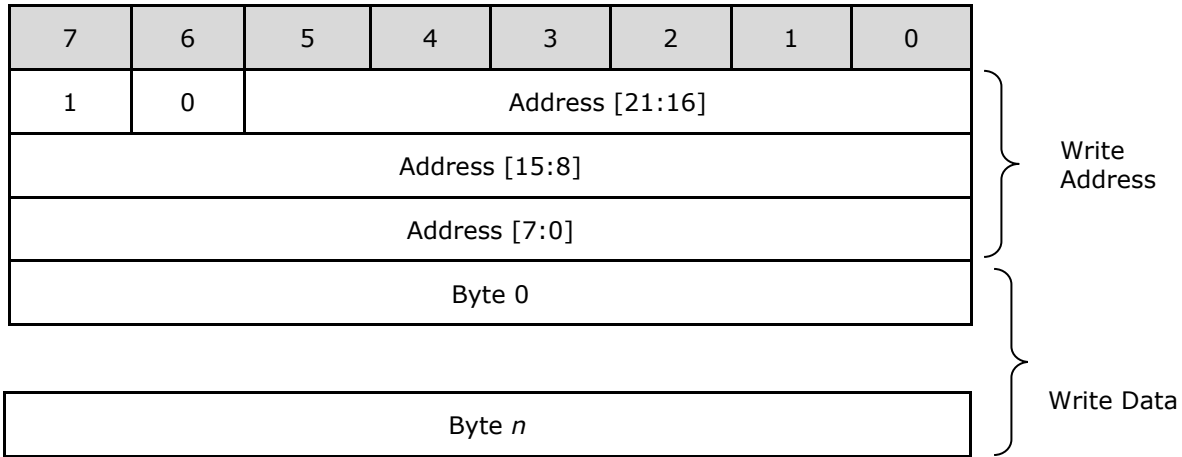 7 6 5 4 3 2 1 0
1 0 Address [21:16]
Address [15:8]
Write
Address
Address [7:0]
Byte 0
Byte n
Write Data